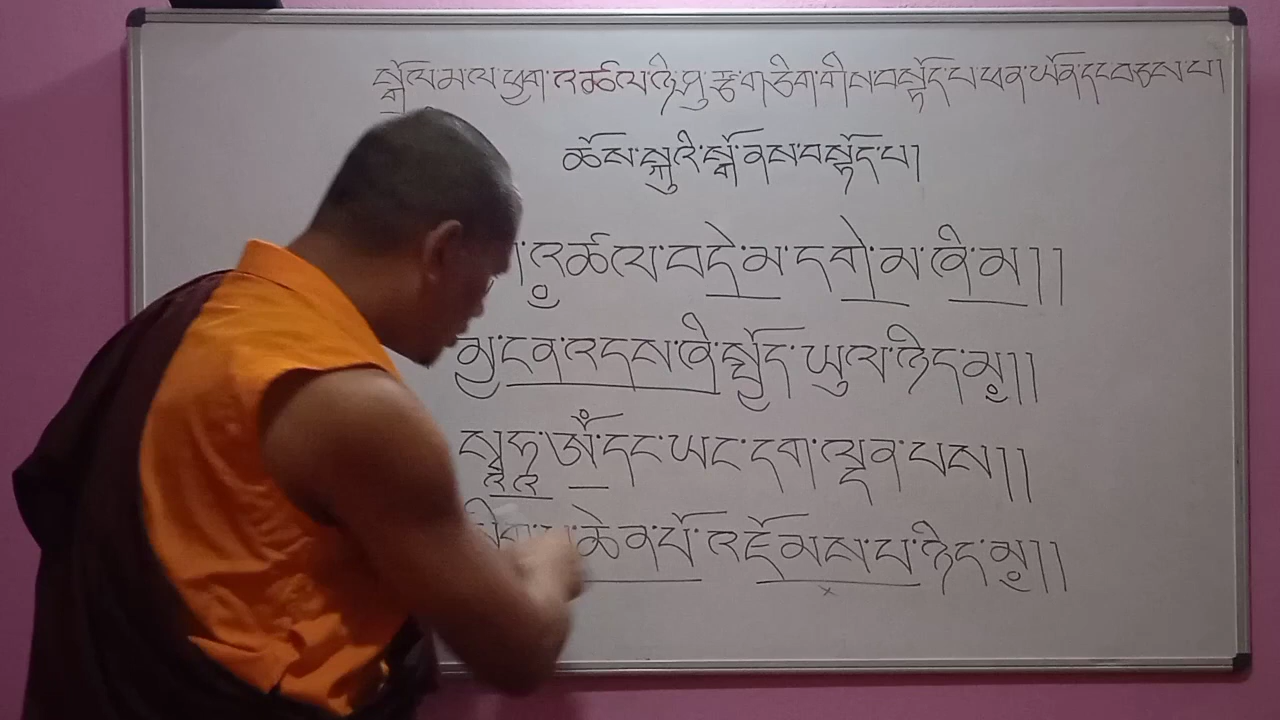 སྒྲོལ་མ་ལ་ཕྱག་འཚལ་ཉི་ཤུ་རྩ་གཅིག་གིས་བསྟོད་པ་ཕན་ཡོན་དང་བཅས་པ།
ཆོས་སྐུའི་སྒོ་ནས་བསྟོད་པ།
འཚལ་བདེ་མ་དགེ་མ་ཞི་མ།།
མྱ་ངན་འདས་ཞི་སྤྱོད་ཡུལ་ཉིད་མ།།
སྭཱ་ཧཱ་ༀ་དང་ཡང་དག་ལྡན་པས།།
ཆེན་པོ་འཇོམས་པ་ཉིད་མ།།